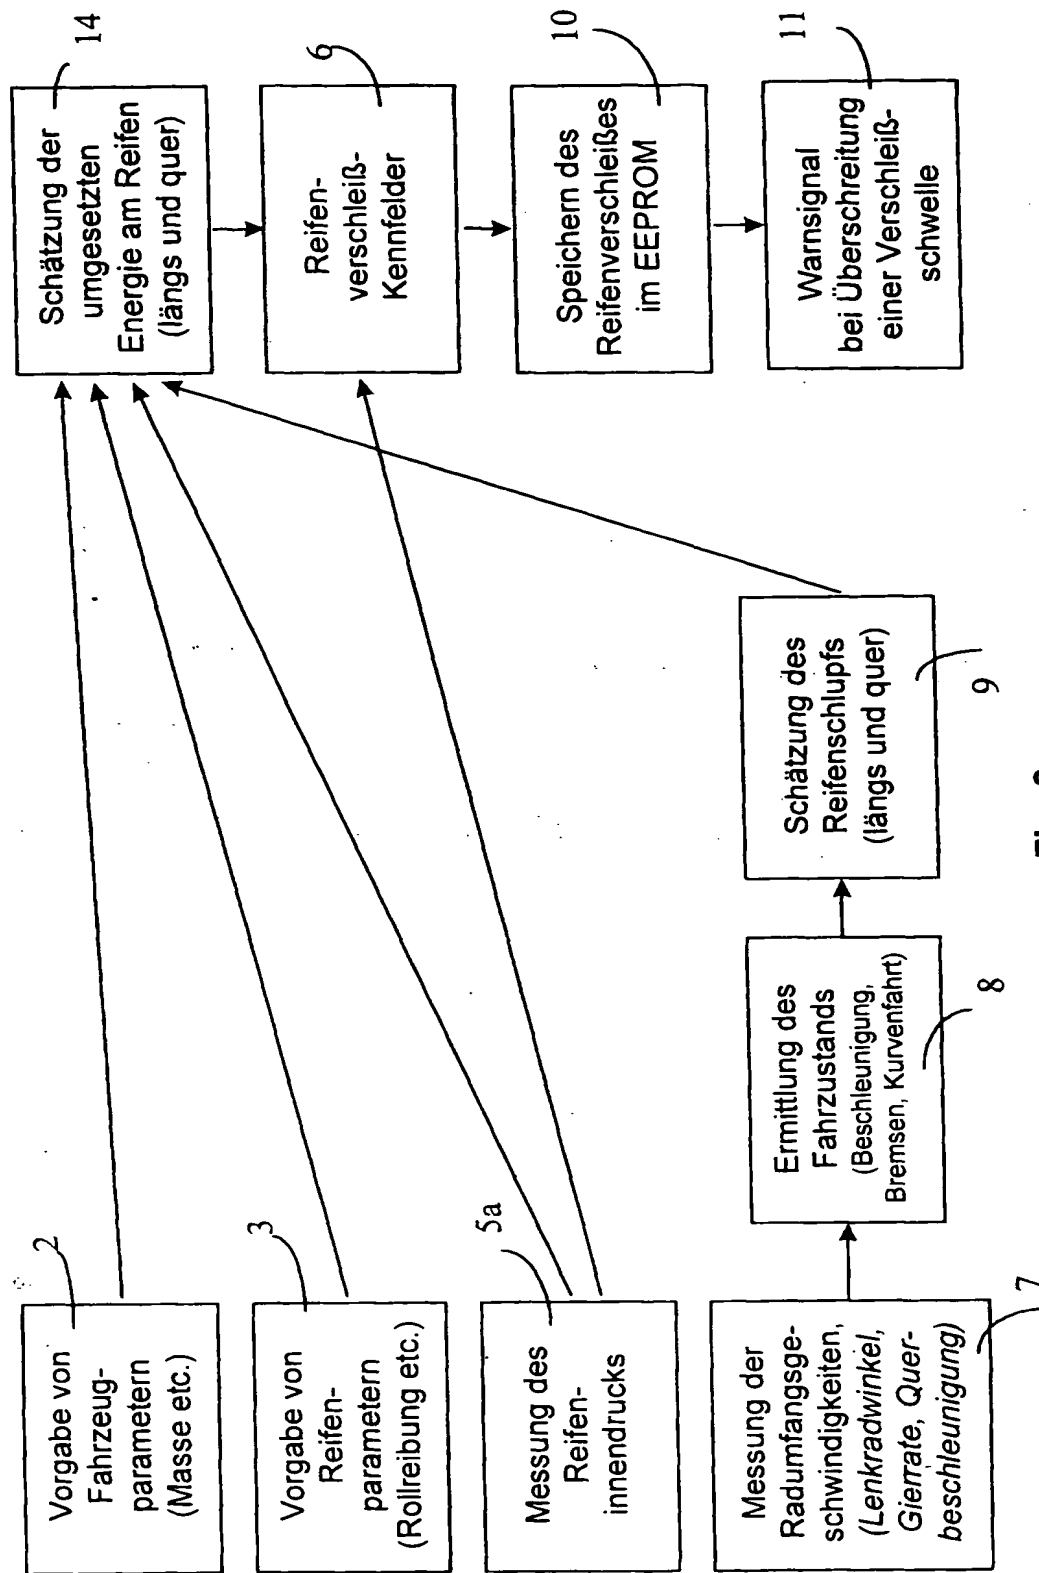 Vorgabe von
Fahrzeug-
parametern
(Masse etc.)
2
Vorgabe von
Reifen-
parametern
(Rollreibung etc.)
3
Messung des
Reifen-
innendrucks
5a
Messung der
Radumfangsge-
schwindigkeiten,
(Lenkradwinkel,
Gierrate, Quer-
beschleunigung)
7
Ermittlung des
Fahrzustands
(Beschleunigung,
Bremsen, Kurvenfahrt)
8
Schätzung des
Reifenschlupfs
(längs und quer)
9
Schätzung der
umgesetzten
Energie am Reifen
(längs und quer)
14
Reifen-
verschleiß-
Kennfelder
6
Speichern des
Reifenverschleißes
im EEPROM
10
Warnsignal
bei Überschreitung
einer Verschleiß-
schwelle
11